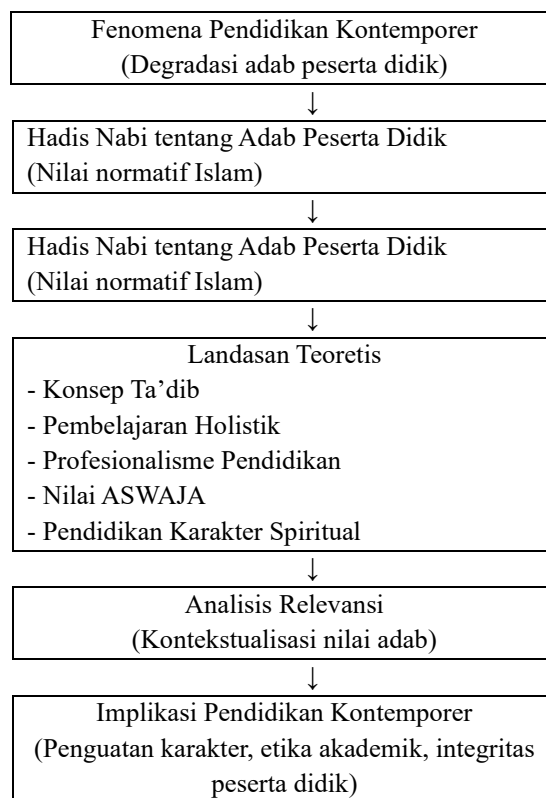 Fenomena Pendidikan Kontemporer
(Degradasi adab peserta didik)
↓
Hadis Nabi tentang Adab Peserta Didik
(Nilai normatif Islam)
↓
Hadis Nabi tentang Adab Peserta Didik
(Nilai normatif Islam)
↓
Landasan Teoretis
- Konsep Ta’dib
- Pembelajaran Holistik
- Profesionalisme Pendidikan
- Nilai ASWAJA
- Pendidikan Karakter Spiritual
↓
Analisis Relevansi
(Kontekstualisasi nilai adab)
↓
Implikasi Pendidikan Kontemporer
(Penguatan karakter, etika akademik, integritas
peserta didik)